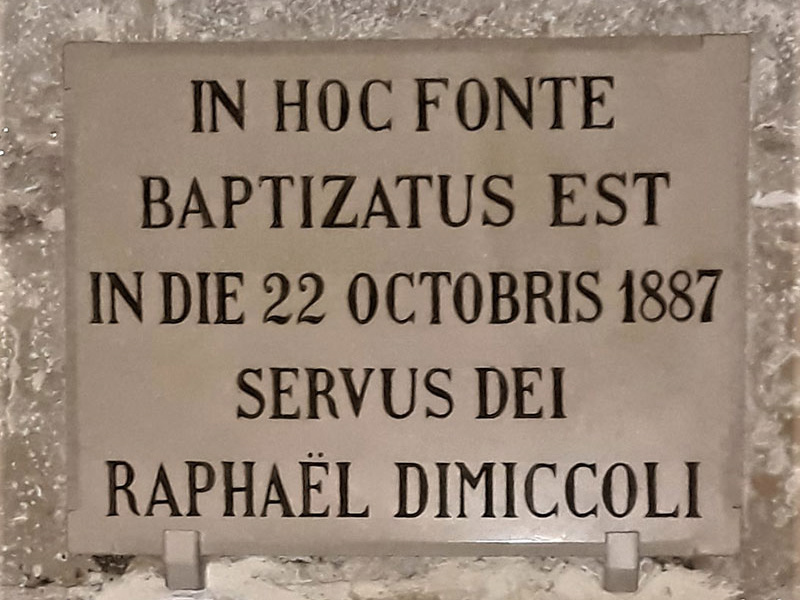 IN HOC FONTE
BAPTIZATUS EST
IN DIE 22 OCTOBRIS 1887
SERVUS DEI
RAPHAËL DIMICCOLI